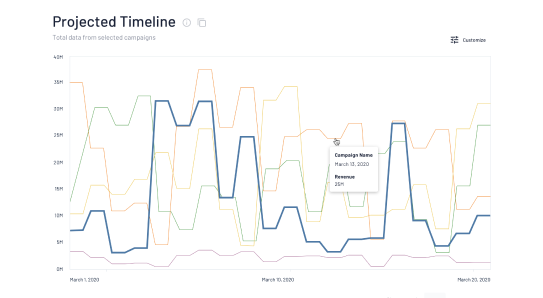 Projected Timeline
Total data from selected campaigns
Customize
40M
35M
30M
25M
20M
15M
10M
5M
0M
Campaign Name
March 13, 2020
Revenue
25M
March 1, 2020
March 10, 2020
March 20, 2020